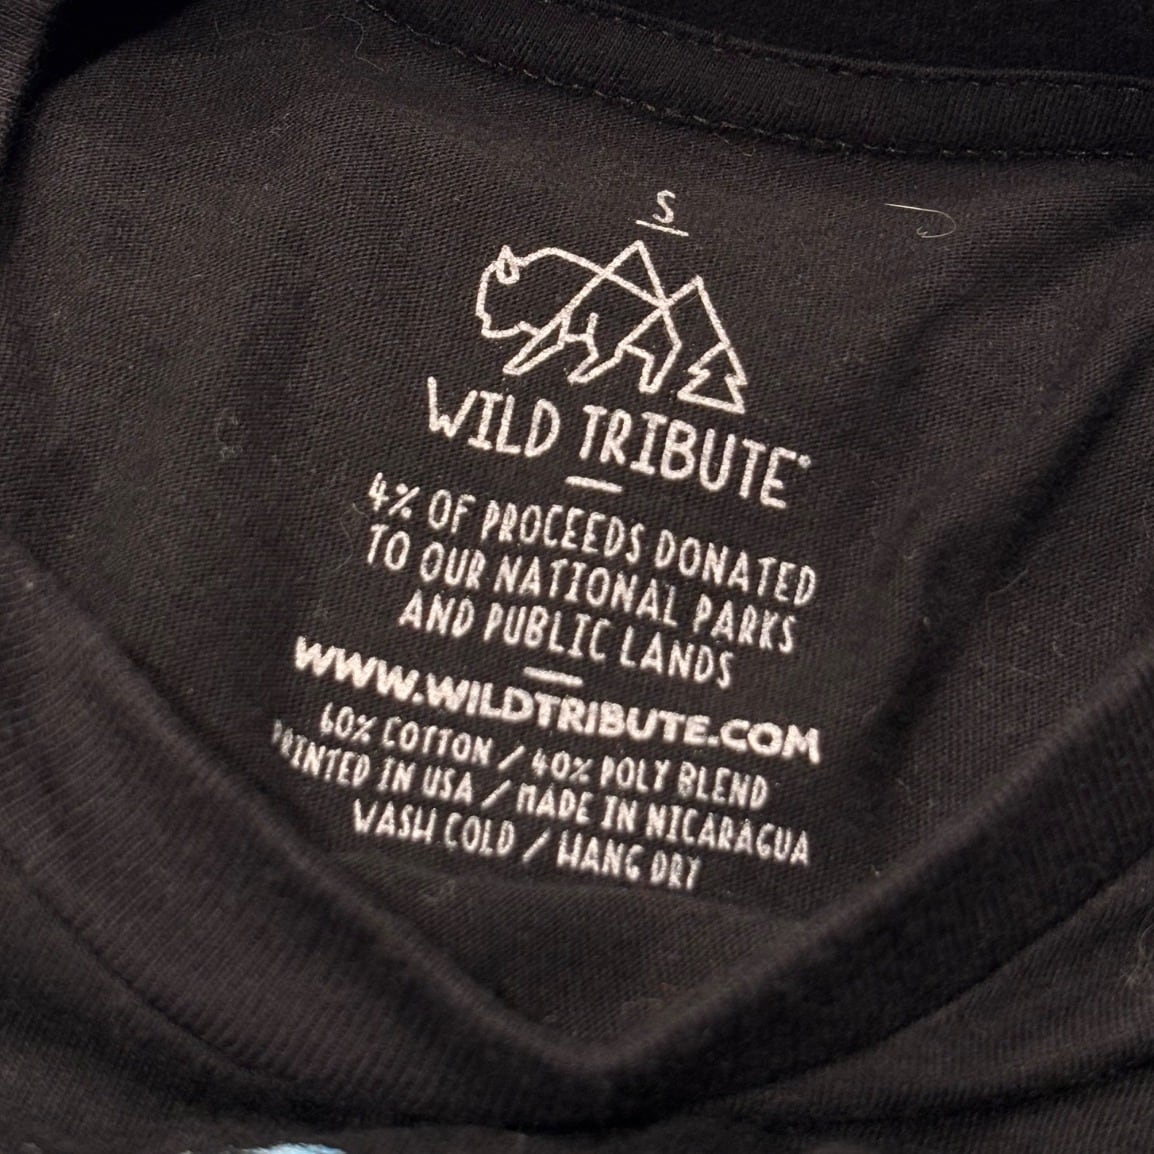 S
WILD TRIBUTE®
4% OF PROCEEDS DONATED
TO OUR NATIONAL PARKS
AND PUBLIC LANDS
WWW.WILDTRIBUTE.COM
60% COTTON / 40% POLY BLEND
PRINTED IN USA / MADE IN NICARAGUA
WASH COLD / HANG DRY